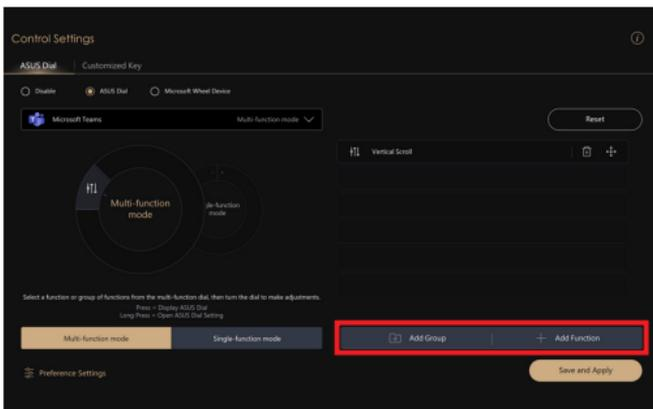 Control Settings
ASUS Dial
Customized Key
Disable
ASUS Dial
Microsoft Wheel Device
Microsoft Teams
Multi-function mode
Reset
Vertical Scroll
Multi-function
mode
gle-function
mode
Select a function or group of functions from the multi-function dial, then turn the dial to make adjustments.
Press = Display ASUS Dial
Long Press = Open ASUS Dial Setting
Multi-function mode
Single-function mode
Add Group
Add Function
Preference Settings
Save and Apply